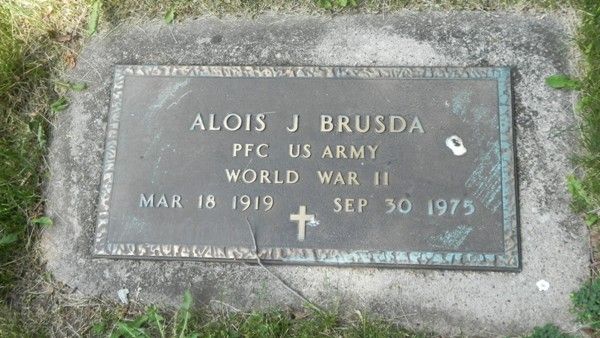 ALOIS J BRUSDA
PFC US ARMY
WORLD WAR II
MAR 18 1919 SEP 30 1975